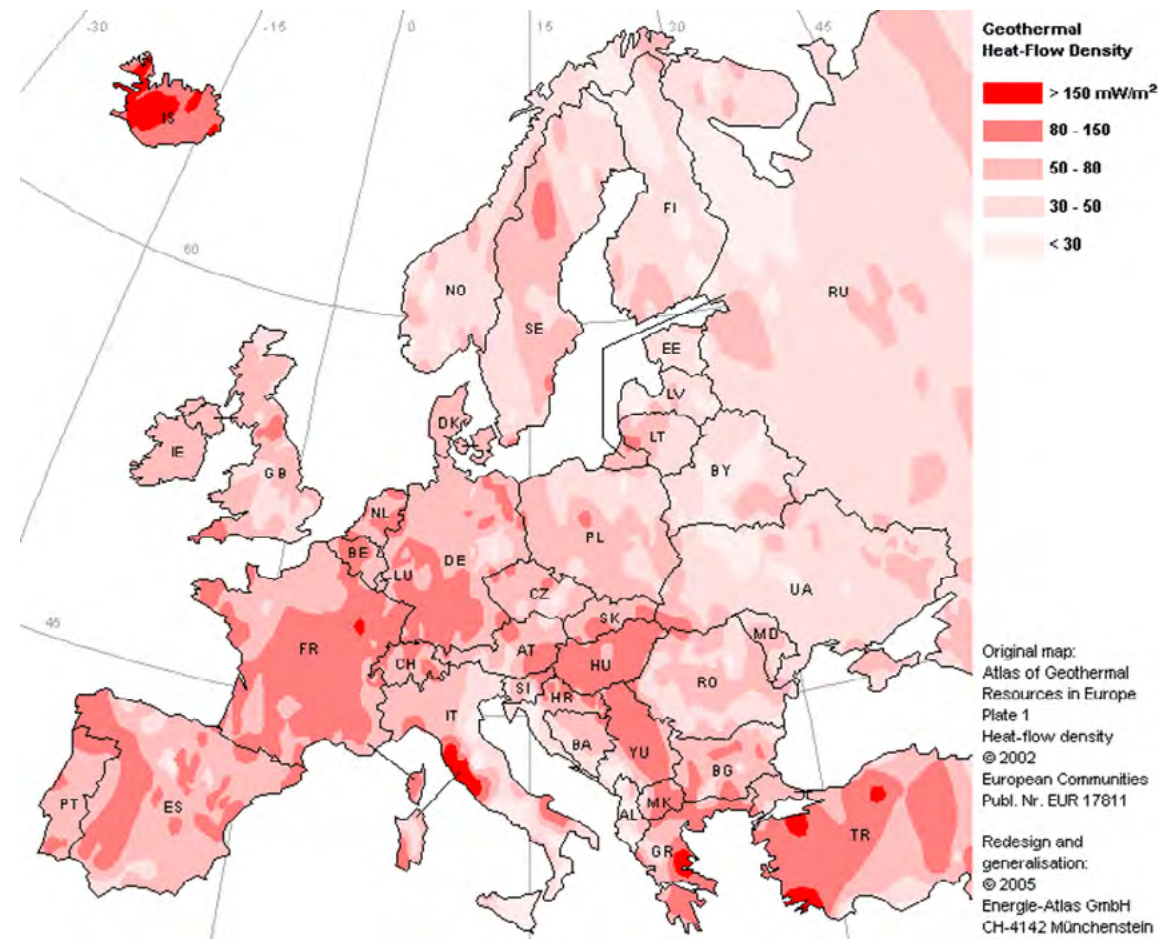 -30
-15
0
15
30
45
60
45
IS
NO
SE
FI
RU
EE
LV
LT
BY
DK
IE
GB
NL
BE
LU
DE
PL
CZ
SK
UA
MD
FR
CH
AT
HU
RO
SI
HR
IT
BA
YU
BG
MK
AL
GR
TR
PT
ES
Geothermal
Heat-Flow Density
> 150 mW/m²
80 - 150
50 - 80
30 - 50
< 30
Original map:
Atlas of Geothermal
Resources in Europe
Plate 1
Heat-flow density
© 2002
European Communities
Publ. Nr. EUR 17811
Redesign and
generalisation:
© 2005
Energie-Atlas GmbH
CH-4142 Münchenstein